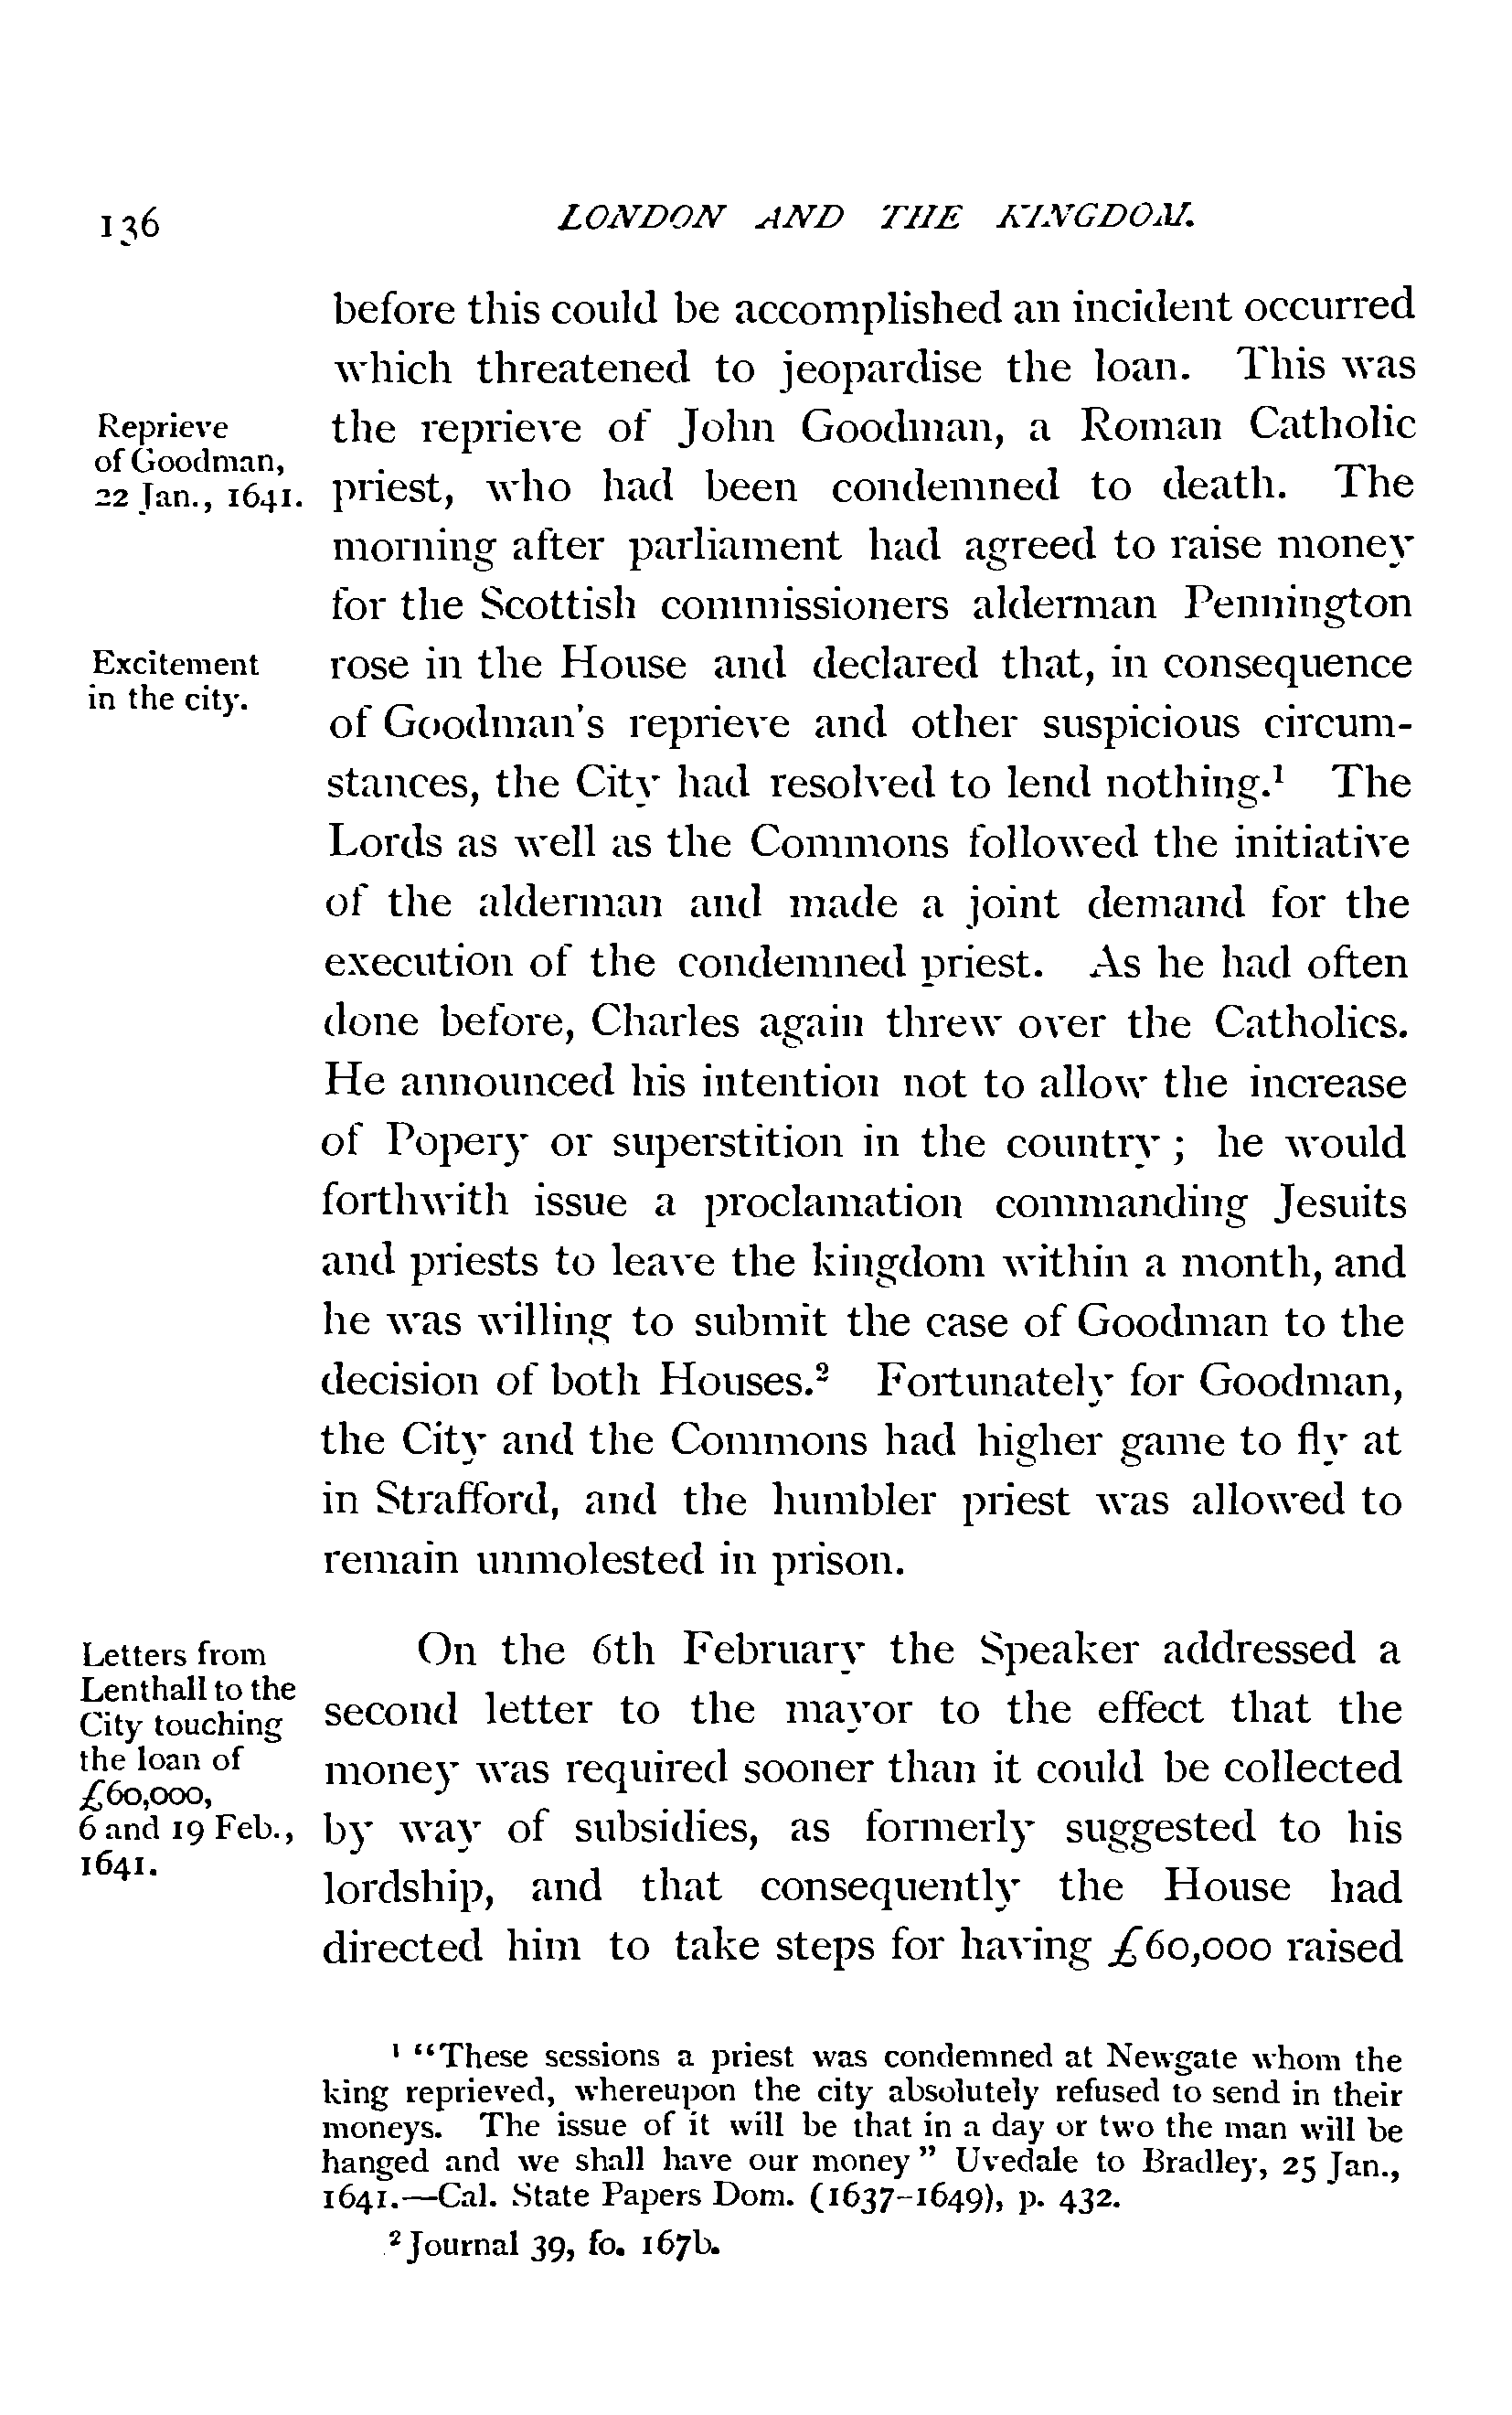 136 LONDON AND THE KINGDOM.
before this could be accomplished an incident occurred
which threatened to jeopardise the loan. This was
Reprieve
of Goodman,
22 Jan., 1641.
the reprieve of John Goodman, a Roman Catholic
priest, who had been condemned to death. The
morning after parliament had agreed to raise money
for the Scottish commissioners alderman Pennington
Excitement
in the city.
rose in the House and declared that, in consequence
of Goodman's reprieve and other suspicious circum-
stances, the City had resolved to lend nothing.¹ The
Lords as well as the Commons followed the initiative
of the alderman and made a joint demand for the
execution of the condemned priest. As he had often
done before, Charles again threw over the Catholics.
He announced his intention not to allow the increase
of Popery or superstition in the country ; he would
forthwith issue a proclamation commanding Jesuits
and priests to leave the kingdom within a month, and
he was willing to submit the case of Goodman to the
decision of both Houses.² Fortunately for Goodman,
the City and the Commons had higher game to fly at
in Strafford, and the humbler priest was allowed to
remain unmolested in prison.
Letters from
Lenthall to the
City touching
the loan of
£60,000,
6 and 19 Feb.,
1641.
On the 6th February the Speaker addressed a
second letter to the mayor to the effect that the
money was required sooner than it could be collected
by way of subsidies, as formerly suggested to his
lordship, and that consequently the House had
directed him to take steps for having £60,000 raised
¹ "These sessions a priest was condemned at Newgate whom the
king reprieved, whereupon the city absolutely refused to send in their
moneys. The issue of it will be that in a day or two the man will be
hanged and we shall have our money" Uvedale to Bradley, 25 Jan.,
1641.—Cal. State Papers Dom. (1637-1649), p. 432.
² Journal 39, fo. 167b.